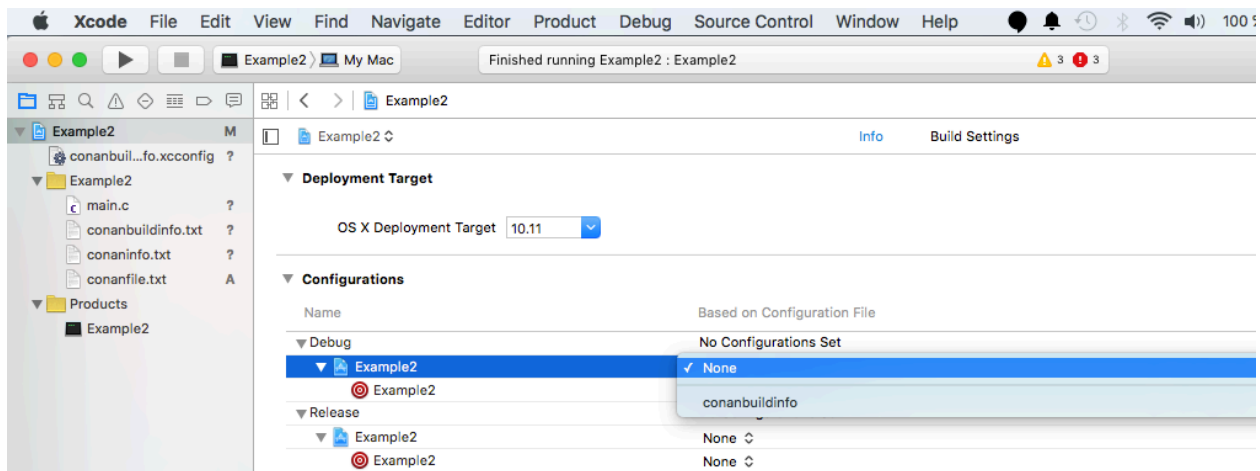 Xcode File Edit View Find Navigate Editor Product Debug Source Control Window Help 100 %
Example2 My Mac Finished running Example2 : Example2 3 3
Example2
Example2 M
Example2 Info Build Settings
conanbuil...fo.xcconfig ?
Example2
Deployment Target
main.c ?
conanbuildinfo.txt ?
OS X Deployment Target 10.11
conaninfo.txt ?
conanfile.txt A
Configurations
Products
Name Based on Configuration File
Example2
Debug No Configurations Set
Example2 ✓ None
Example2
conanbuildinfo
Release
Example2 None
Example2 None